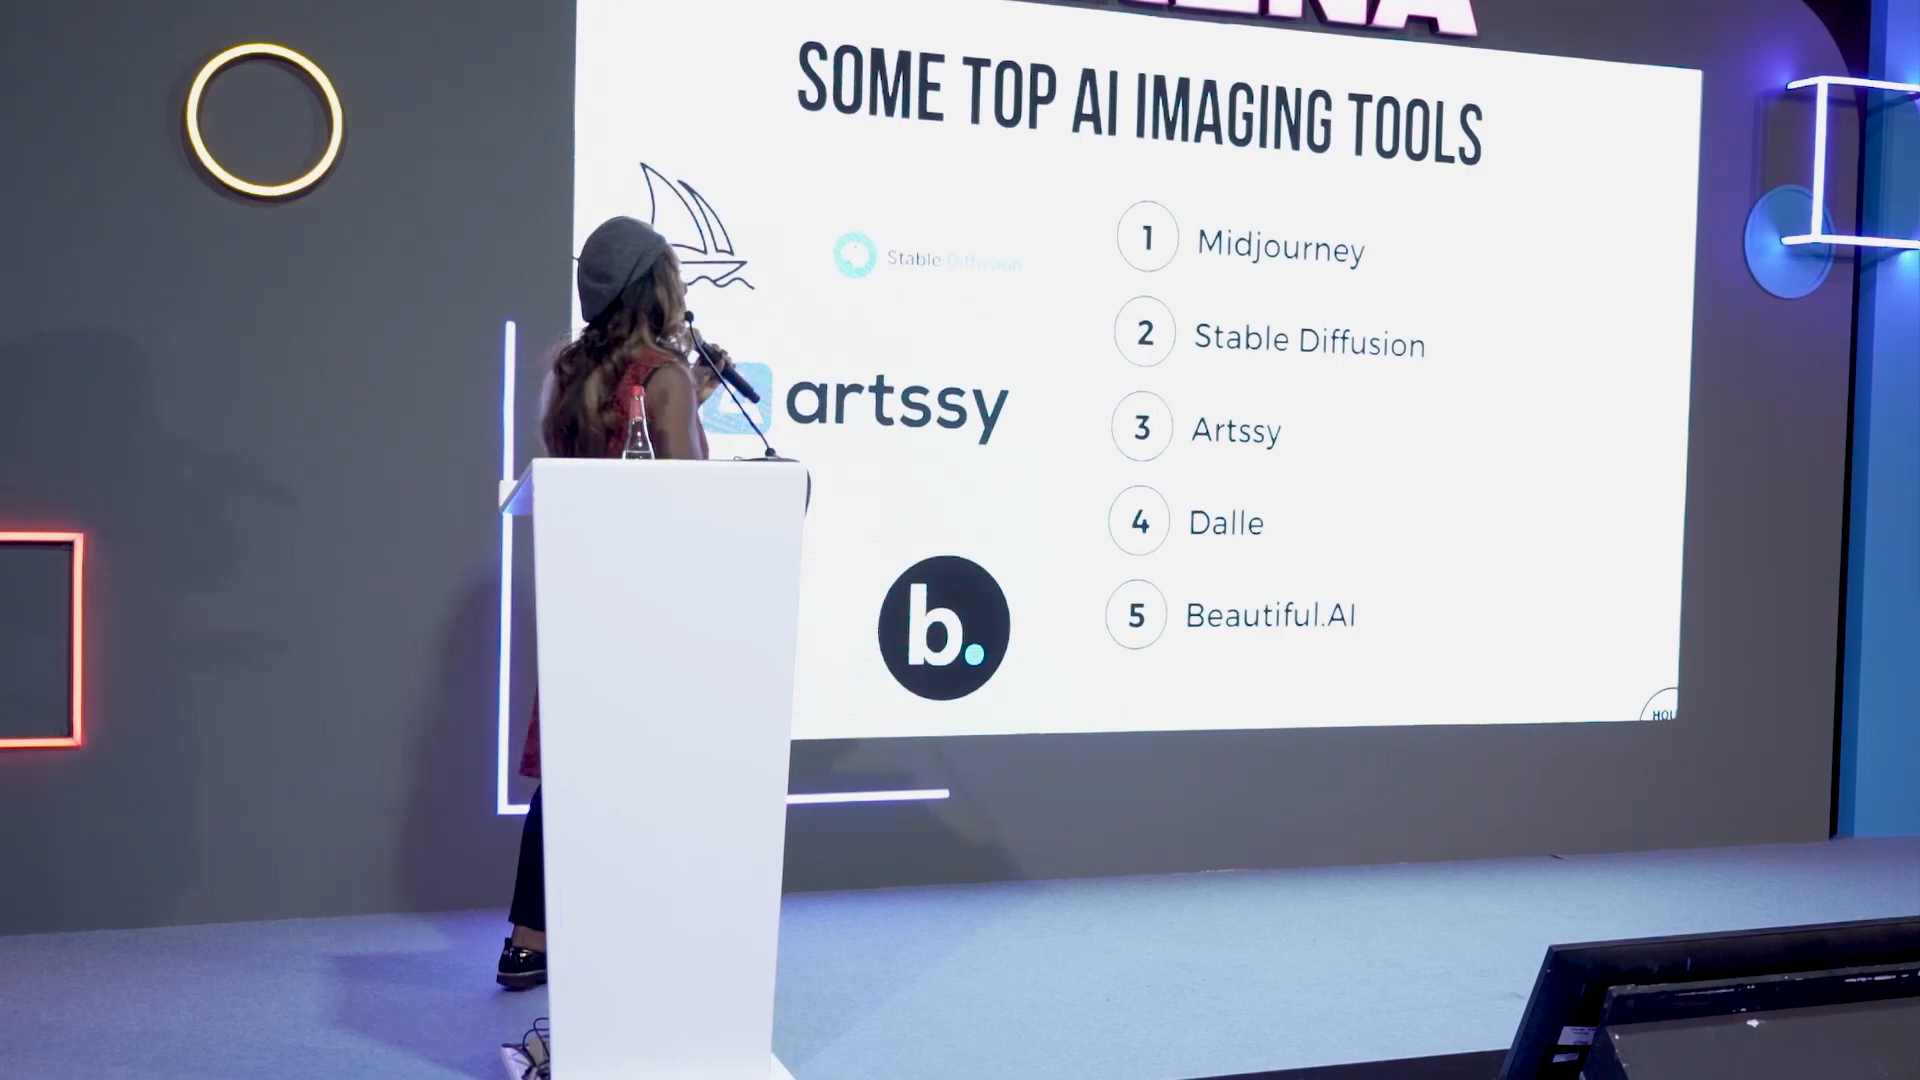 SOME TOP AI IMAGING TOOLS
Stable Diffusion
artssy
b.
1 Midjourney
2 Stable Diffusion
3 Artssy
4 Dalle
5 Beautiful.AI